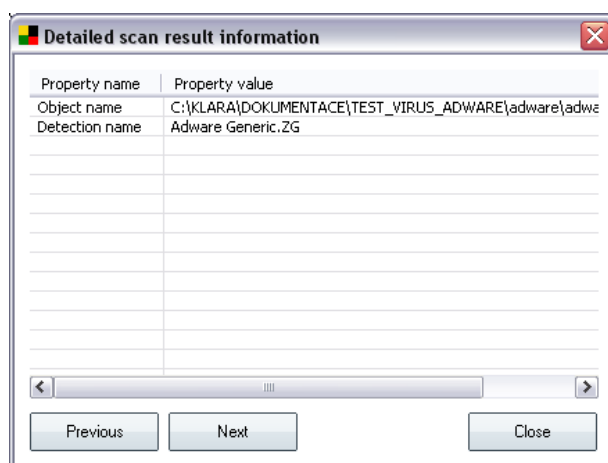 Detailed scan result information
Property name Property value
Object name C:\KLARA\DOKUMENTACE\TEST_VIRUS_ADWARE\adware\adwa
Detection name Adware Generic.ZG
Previous Next Close